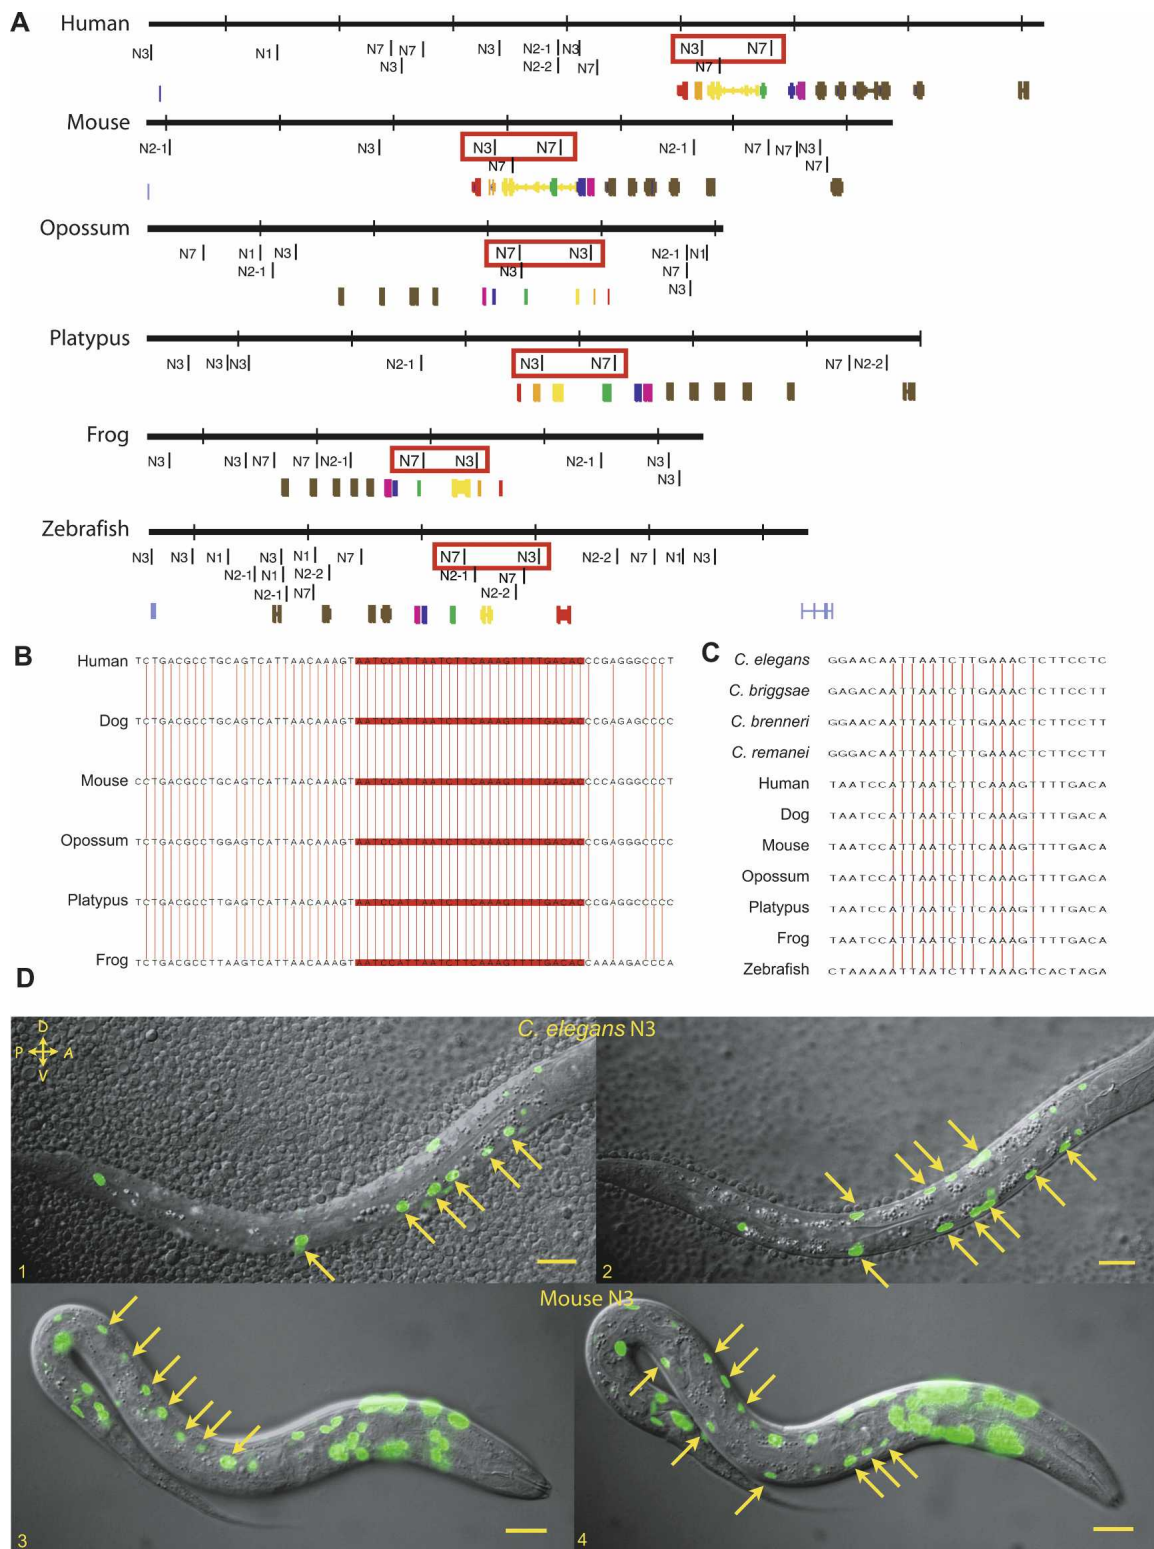 A
Human
N3 N1 N7 N7 N3 N2-1 N3 N3 N7
N3 N2-2 N7 N7
Mouse
N2-1 N3 N3 N7 N2-1 N7 N7 N3
N7 N7
Opossum
N7 N1 N3 N7 N3 N2-1 N1
N2-1 N3 N7
N3
Platypus
N3 N3 N3 N2-1 N3 N7 N7 N2-2
Frog
N3 N3 N7 N7 N2-1 N7 N3 N2-1 N3
N3
Zebrafish
N3 N3 N1 N3 N1 N7 N7 N3 N2-2 N7 N1 N3
N2-1 N1 N2-2 N2-1 N7
N2-1 N7 N2-2
B
Human TCTGACGCCTGCAGTCATTAACAAAGTAATCCATTAATCTTCAAAGTTTTGACACCCGAGGGCCCT
Dog TCTGACGCCTGCAGTCATTAACAAAGTAATCCATTAATCTTCAAAGTTTTGACACCCGAGAGCCCC
Mouse CCTGACGCCTGCAGTCATTAACAAAGTAATCCATTAATCTTCAAAGTTTTGACACCCCAGGGCCCT
Opossum TCTGACGCCTGGAGTCATTAACAAAGTAATCCATTAATCTTCAAAGTTTTGACACCCGAGGGCCCC
Platypus TCTGACGCCTTGAGTCATTAACAAAGTAATCCATTAATCTTCAAAGTTTTGACACCCGAGGCCCCC
Frog TCTGACGCCTTAAGTCATTAACAAAGTAATCCATTAATCTTCAAAGTTTTGACACCAAAAGACCCA
C
C. elegans GGAACAATTAATCTTGAAACTCTTCCTC
C. briggsae GAGACAATTAATCTTGAAACTCTTCCTT
C. brenneri GGAACAATTAATCTTGAAACTCTTCCTT
C. remanei GGGACAATTAATCTTGAAACTCTTCCTT
Human TAATCCATTAATCTTCAAAGTTTTGACA
Dog TAATCCATTAATCTTCAAAGTTTTGACA
Mouse TAATCCATTAATCTTCAAAGTTTTGACA
Opossum TAATCCATTAATCTTCAAAGTTTTGACA
Platypus TAATCCATTAATCTTCAAAGTTTTGACA
Frog TAATCCATTAATCTTCAAAGTTTTGACA
Zebrafish CTAAAAATTAATCTTTAAAGTCACTAGA
D
C. elegans N3
D
P A
V
1
2
Mouse N3
3
4